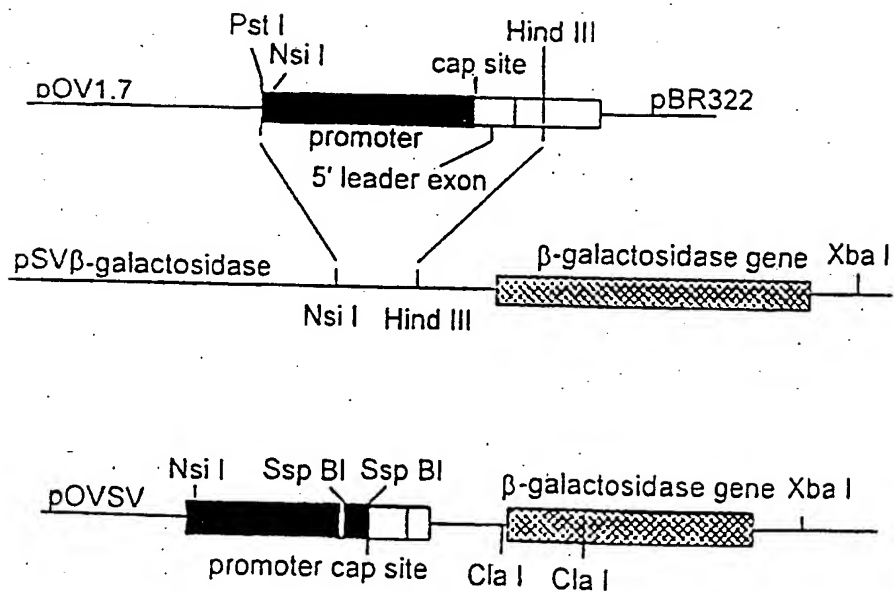 Pst I
Hind III
Nsi I
cap site
pOV1.7
pBR322
promoter
5' leader exon
pSVβ-galactosidase
β-galactosidase gene Xba I
Nsi I Hind III
Nsi I Ssp BI Ssp BI
pOVSV
β-galactosidase gene Xba I
promoter cap site
Cla I Cla I